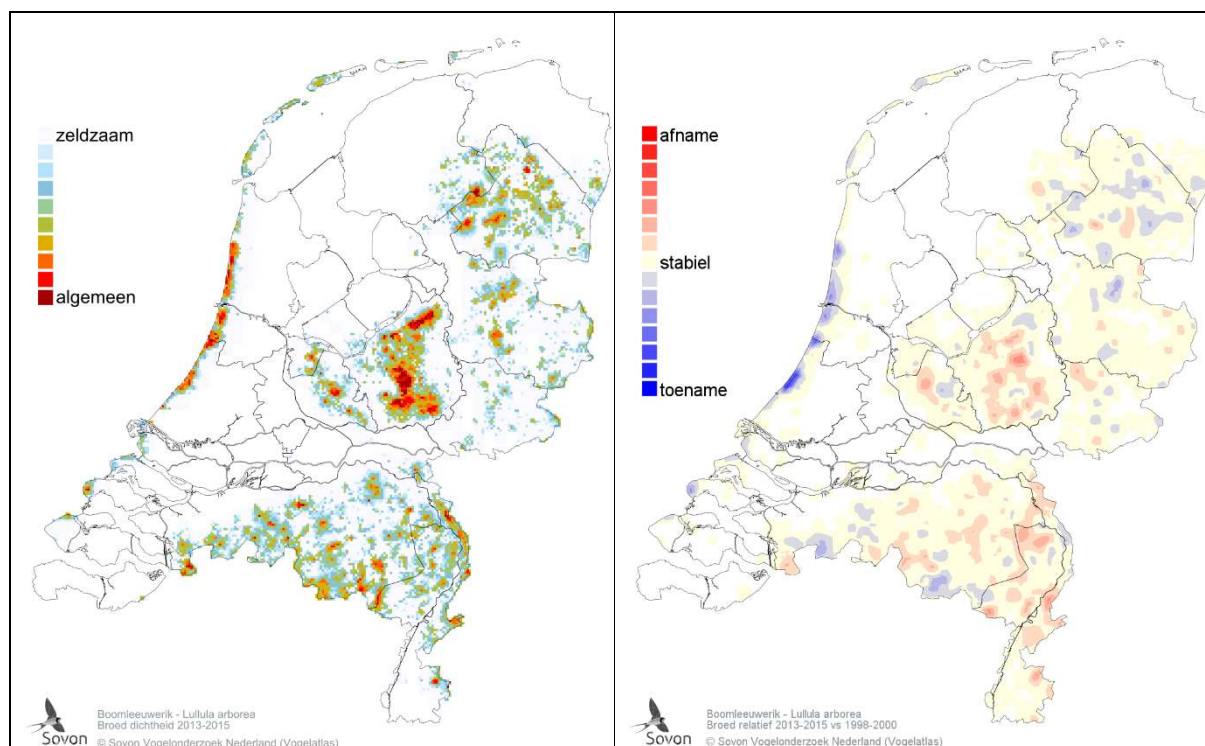 zeldzaam
algemeen
Sovon
Boomleeuwerik - Lullula arborea
Broed dichtheid 2013-2015
© Sovon Vogelonderzoek Nederland (Vogelatlas)
afname
stabiel
toename
Sovon
Boomleeuwerik - Lullula arborea
Broed relatief 2013-2015 vs 1998-2000
© Sovon Vogelonderzoek Nederland (Vogelatlas)